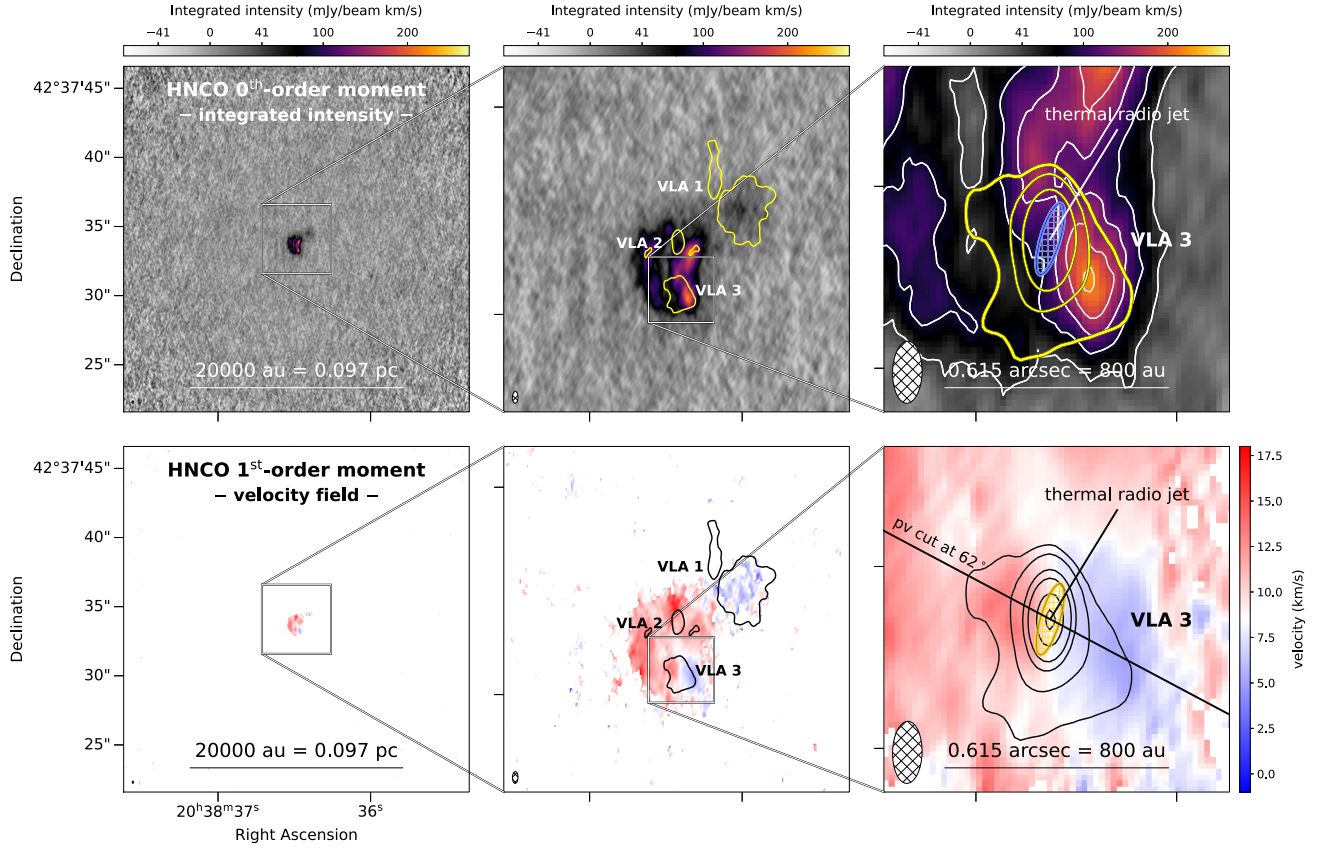 Integrated intensity (mJy/beam km/s)
−41 0 41 100 200
Integrated intensity (mJy/beam km/s)
−41 0 41 100 200
Integrated intensity (mJy/beam km/s)
−41 0 41 100 200
Declination
42°37'45"
40"
35"
30"
25"
HNCO 0th-order moment
− integrated intensity −
20000 au = 0.097 pc
VLA 1
VLA 2
VLA 3
thermal radio jet
VLA 3
0.615 arcsec = 800 au
Declination
42°37'45"
40"
35"
30"
25"
HNCO 1st-order moment
− velocity field −
20000 au = 0.097 pc
20h38m37s
36s
Right Ascension
VLA 1
VLA 2
VLA 3
thermal radio jet
pv cut at 62°
VLA 3
0.615 arcsec = 800 au
17.5
15.0
12.5
10.0
7.5
5.0
2.5
0.0
velocity (km/s)